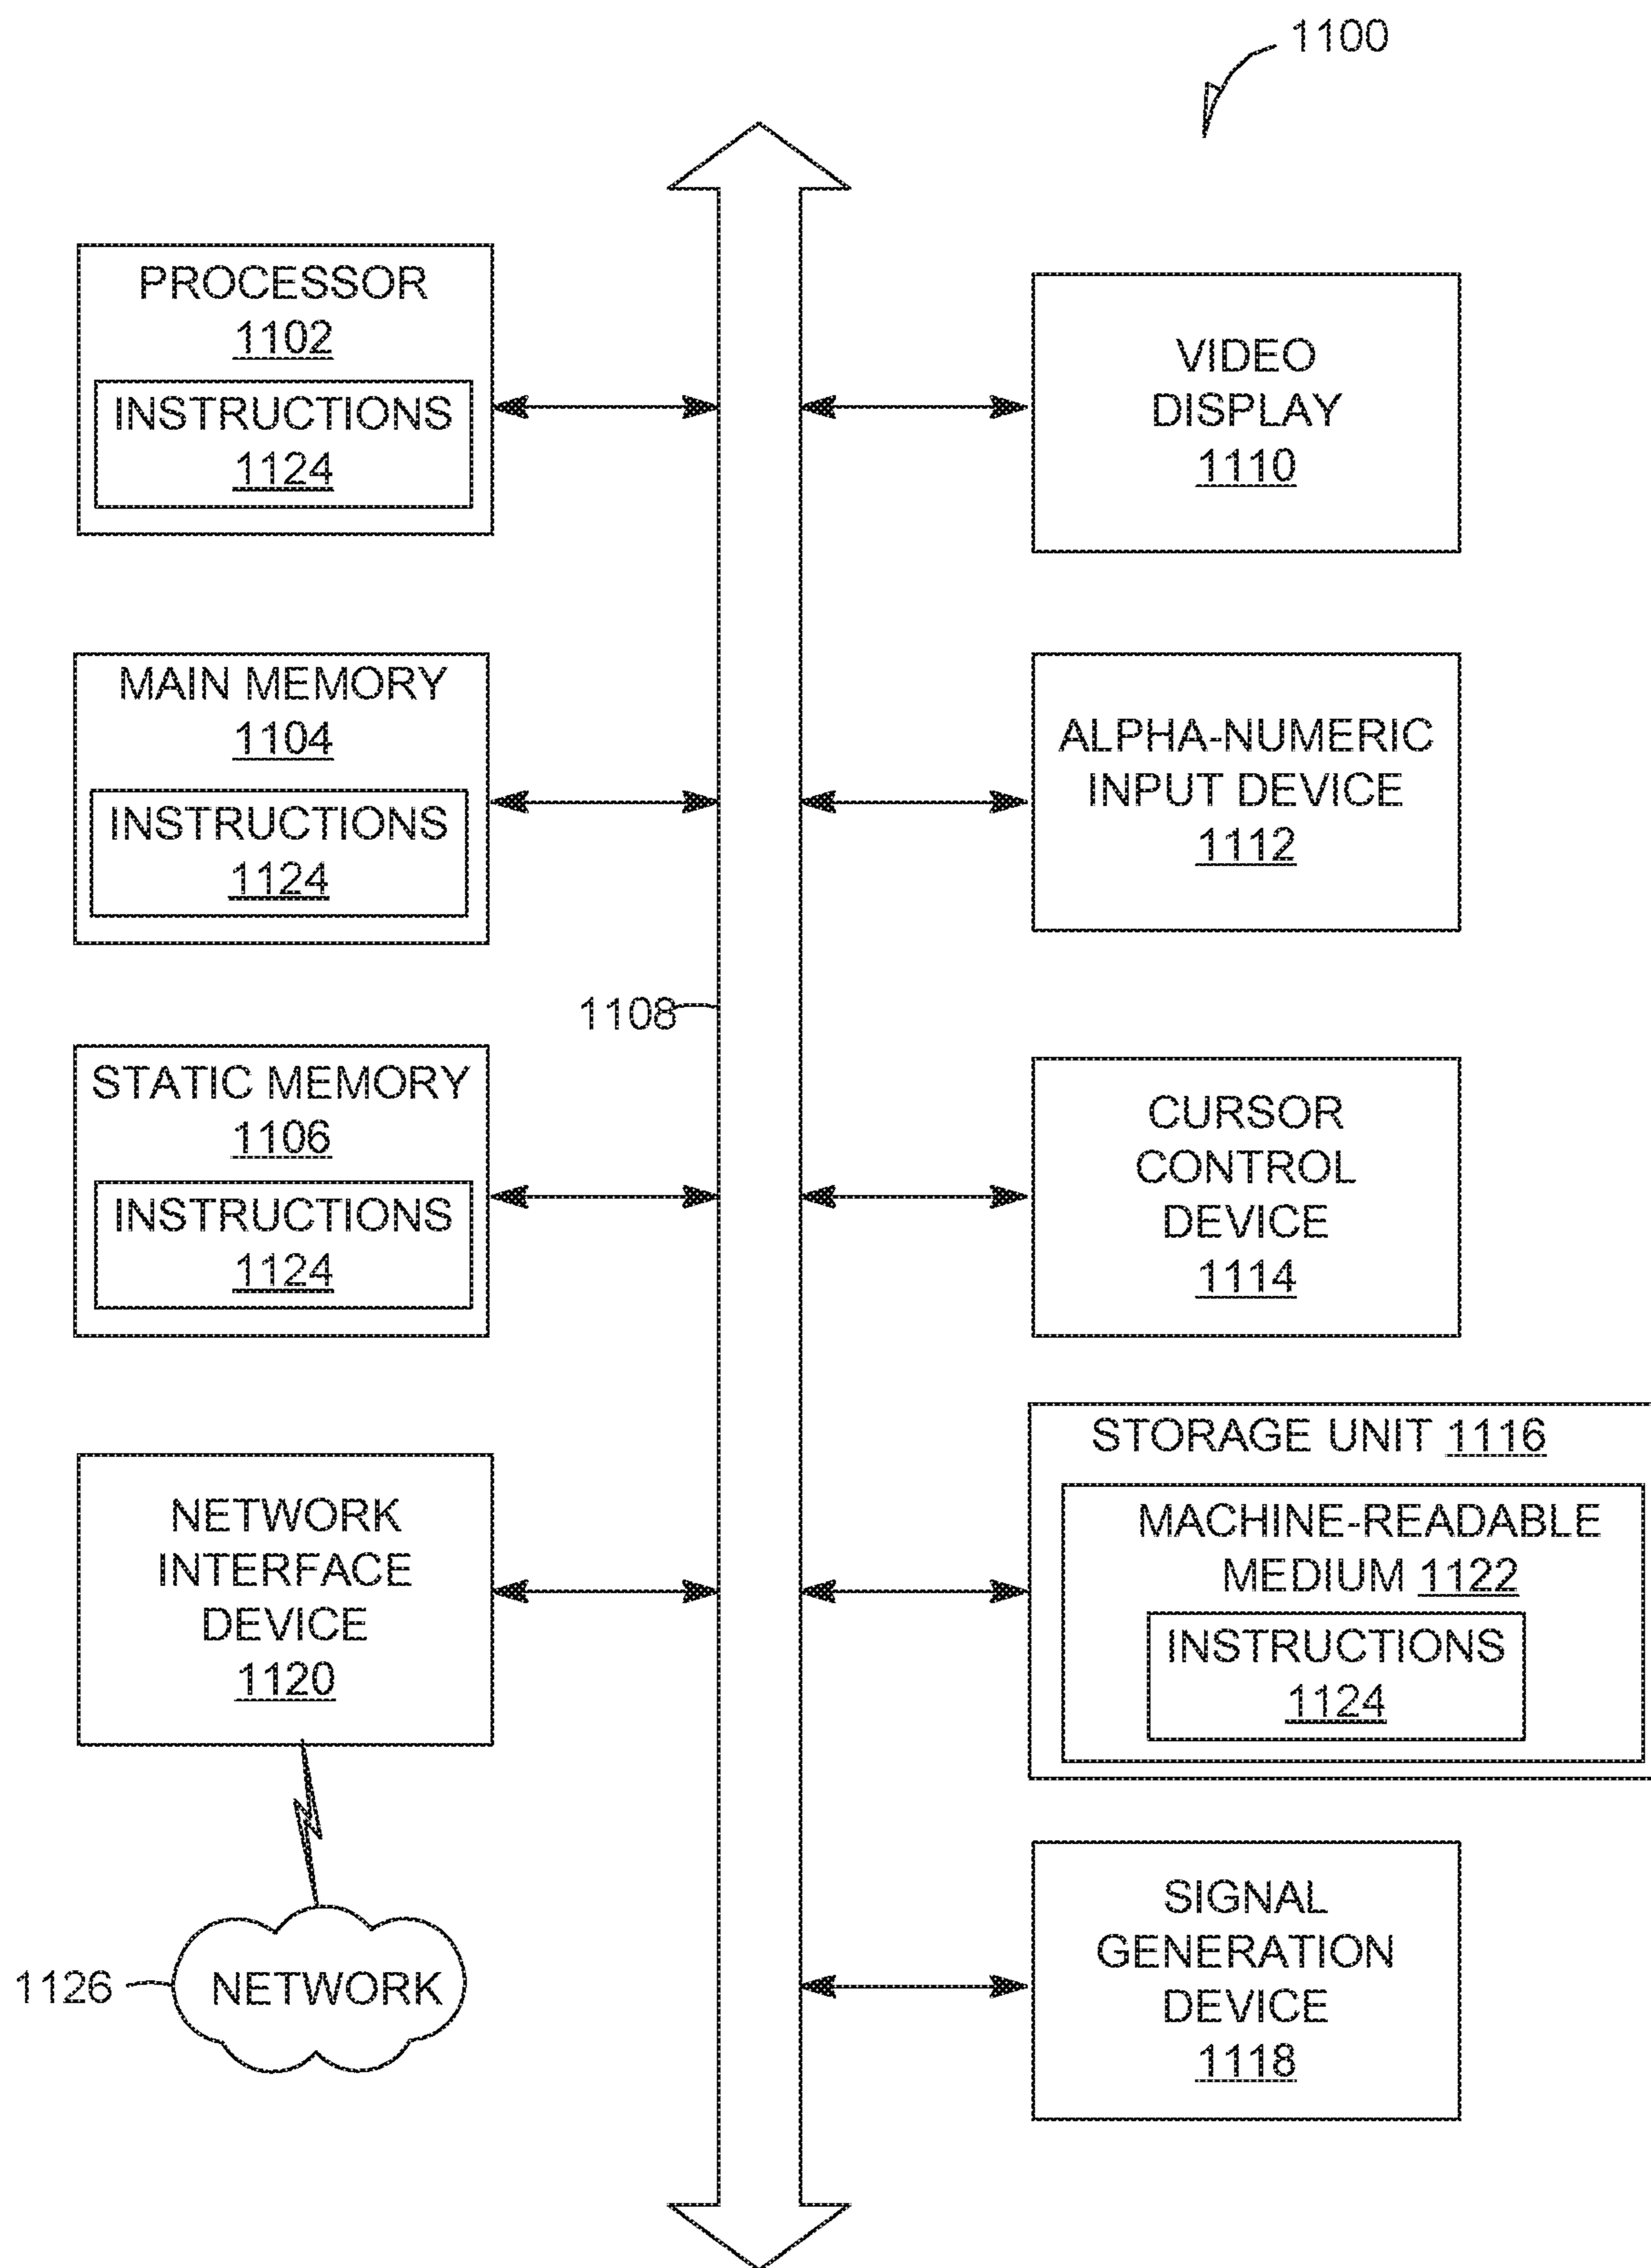 1100
PROCESSOR
1102
INSTRUCTIONS
1124
MAIN MEMORY
1104
INSTRUCTIONS
1124
1108
STATIC MEMORY
1106
INSTRUCTIONS
1124
NETWORK
INTERFACE
DEVICE
1120
1126
NETWORK
VIDEO
DISPLAY
1110
ALPHA-NUMERIC
INPUT DEVICE
1112
CURSOR
CONTROL
DEVICE
1114
STORAGE UNIT 1116
MACHINE-READABLE
MEDIUM 1122
INSTRUCTIONS
1124
SIGNAL
GENERATION
DEVICE
1118